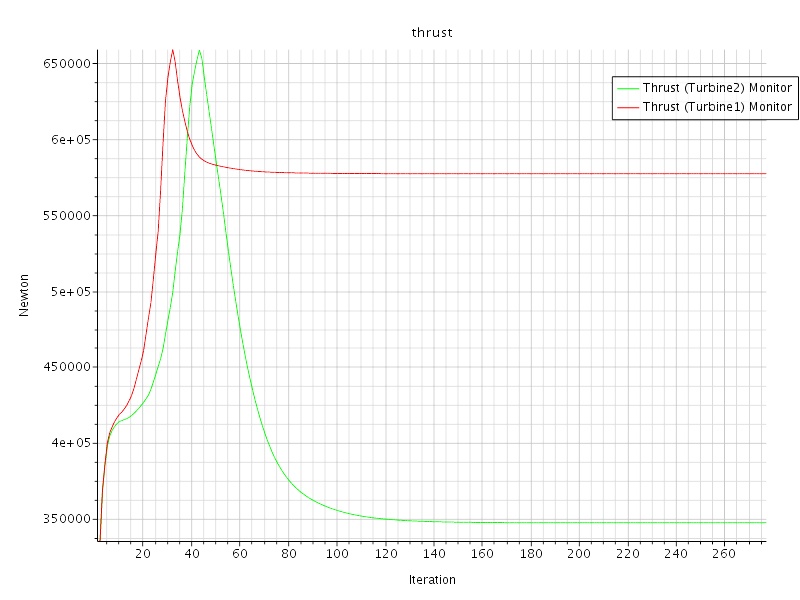 thrust
650000
6e+05
550000
5e+05
450000
4e+05
350000
Newton
Thrust (Turbine2) Monitor
Thrust (Turbine1) Monitor
20 40 60 80 100 120 140 160 180 200 220 240 260
Iteration